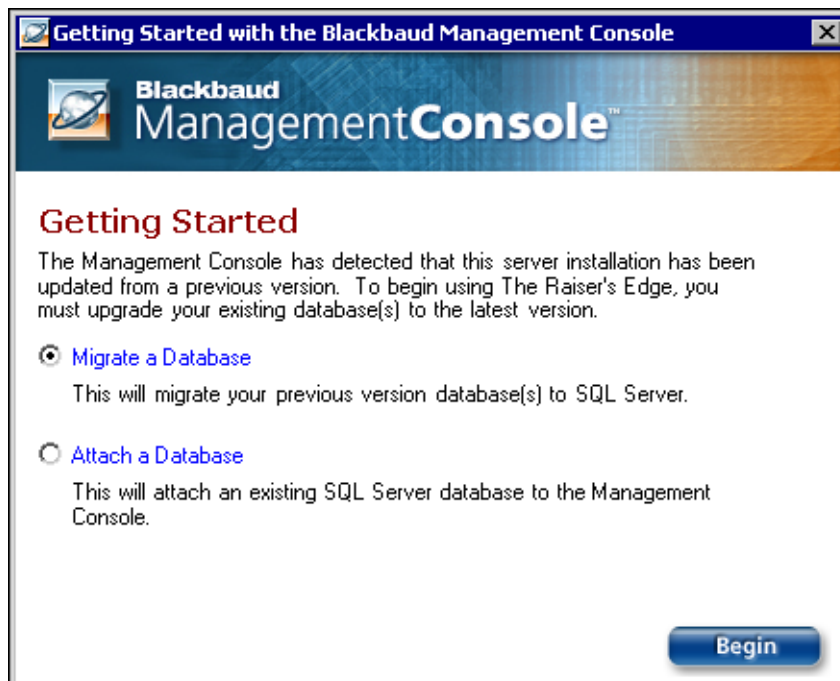 Getting Started with the Blackbaud Management Console
Blackbaud
ManagementConsole™
Getting Started
The Management Console has detected that this server installation has been
updated from a previous version. To begin using The Raiser's Edge, you
must upgrade your existing database(s) to the latest version.
Migrate a Database
This will migrate your previous version database(s) to SQL Server.
Attach a Database
This will attach an existing SQL Server database to the Management
Console.
Begin